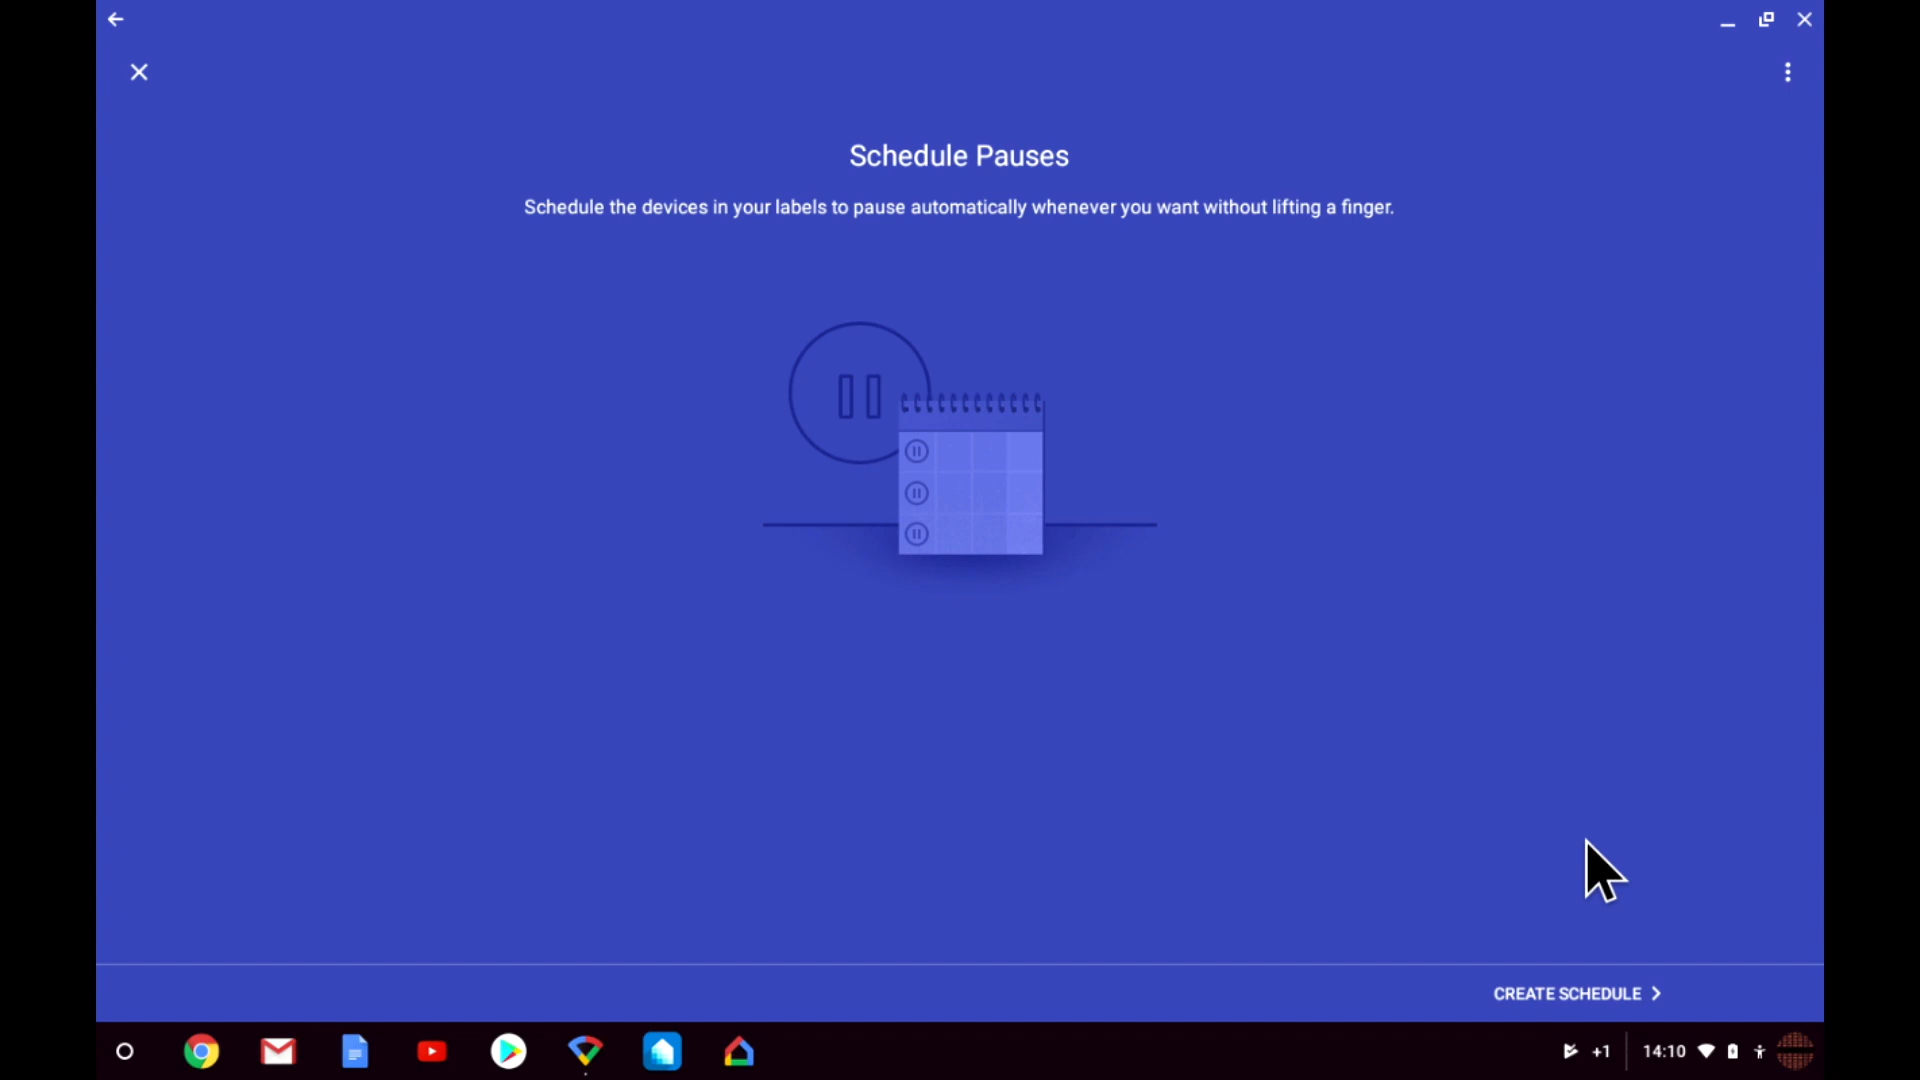 Schedule Pauses
Schedule the devices in your labels to pause automatically whenever you want without lifting a finger.
CREATE SCHEDULE
+1
14:10